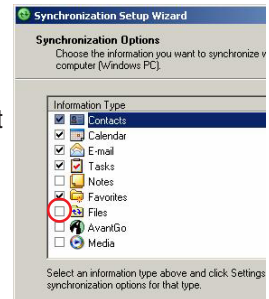 Synchronization Setup Wizard
Synchronization Options
Choose the information you want to synchronize
computer (Windows PC).
t
Information Type
Contacts
Calendar
E-mail
Tasks
Notes
Favorites
Files
AvantGo
Media
Select an information type above and click Settings
synchronization options for that type.